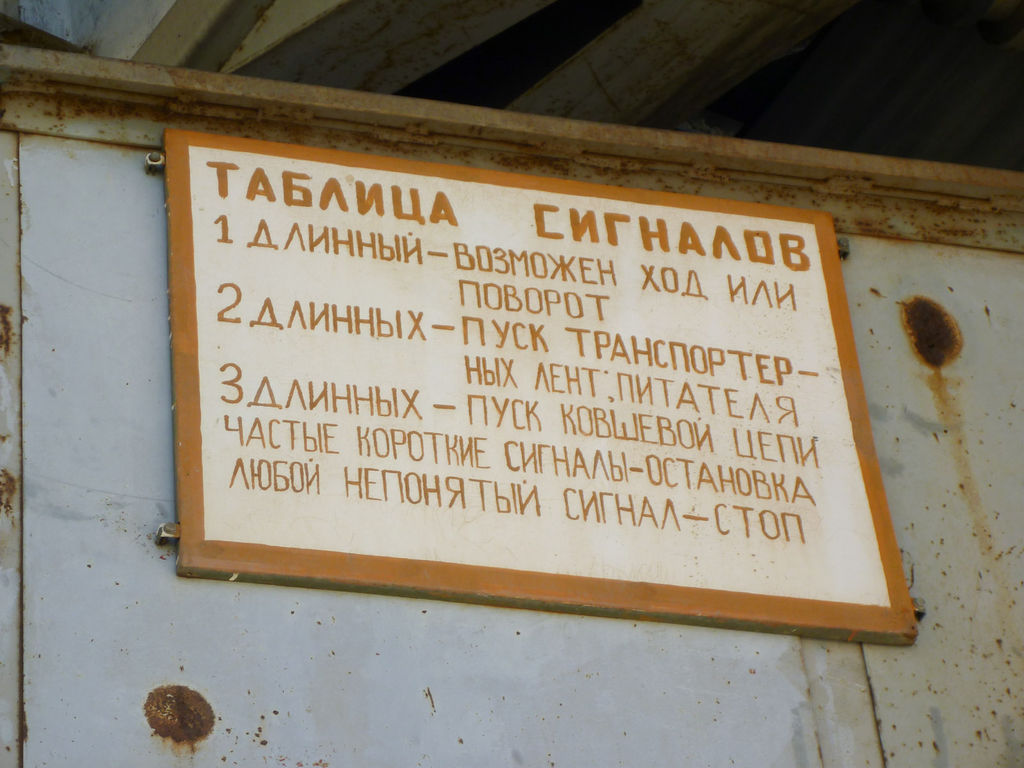 ТАБЛИЦА СИГНАЛОВ
1 ДЛИННЫЙ – ВОЗМОЖЕН ХОД ИЛИ
ПОВОРОТ
2 ДЛИННЫХ – ПУСК ТРАНСПОРТЕР-
НЫХ ЛЕНТ; ПИТАТЕЛЯ
3 ДЛИННЫХ – ПУСК КОВШЕВОЙ ЦЕПИ
ЧАСТЫЕ КОРОТКИЕ СИГНАЛЫ-ОСТАНОВКА
ЛЮБОЙ НЕПОНЯТЫЙ СИГНАЛ – СТОП